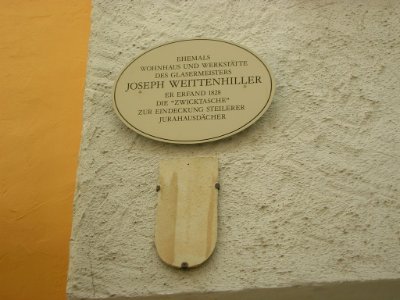 EHEMALS
WOHNHAUS UND WERKSTÄTTE
DES GLASERMEISTERS
JOSEPH WEITTENHILLER
ER ERFAND 1828
DIE "ZWICKTASCHE"
ZUR EINDECKUNG STEILERER
JURAHAUSDÄCHER